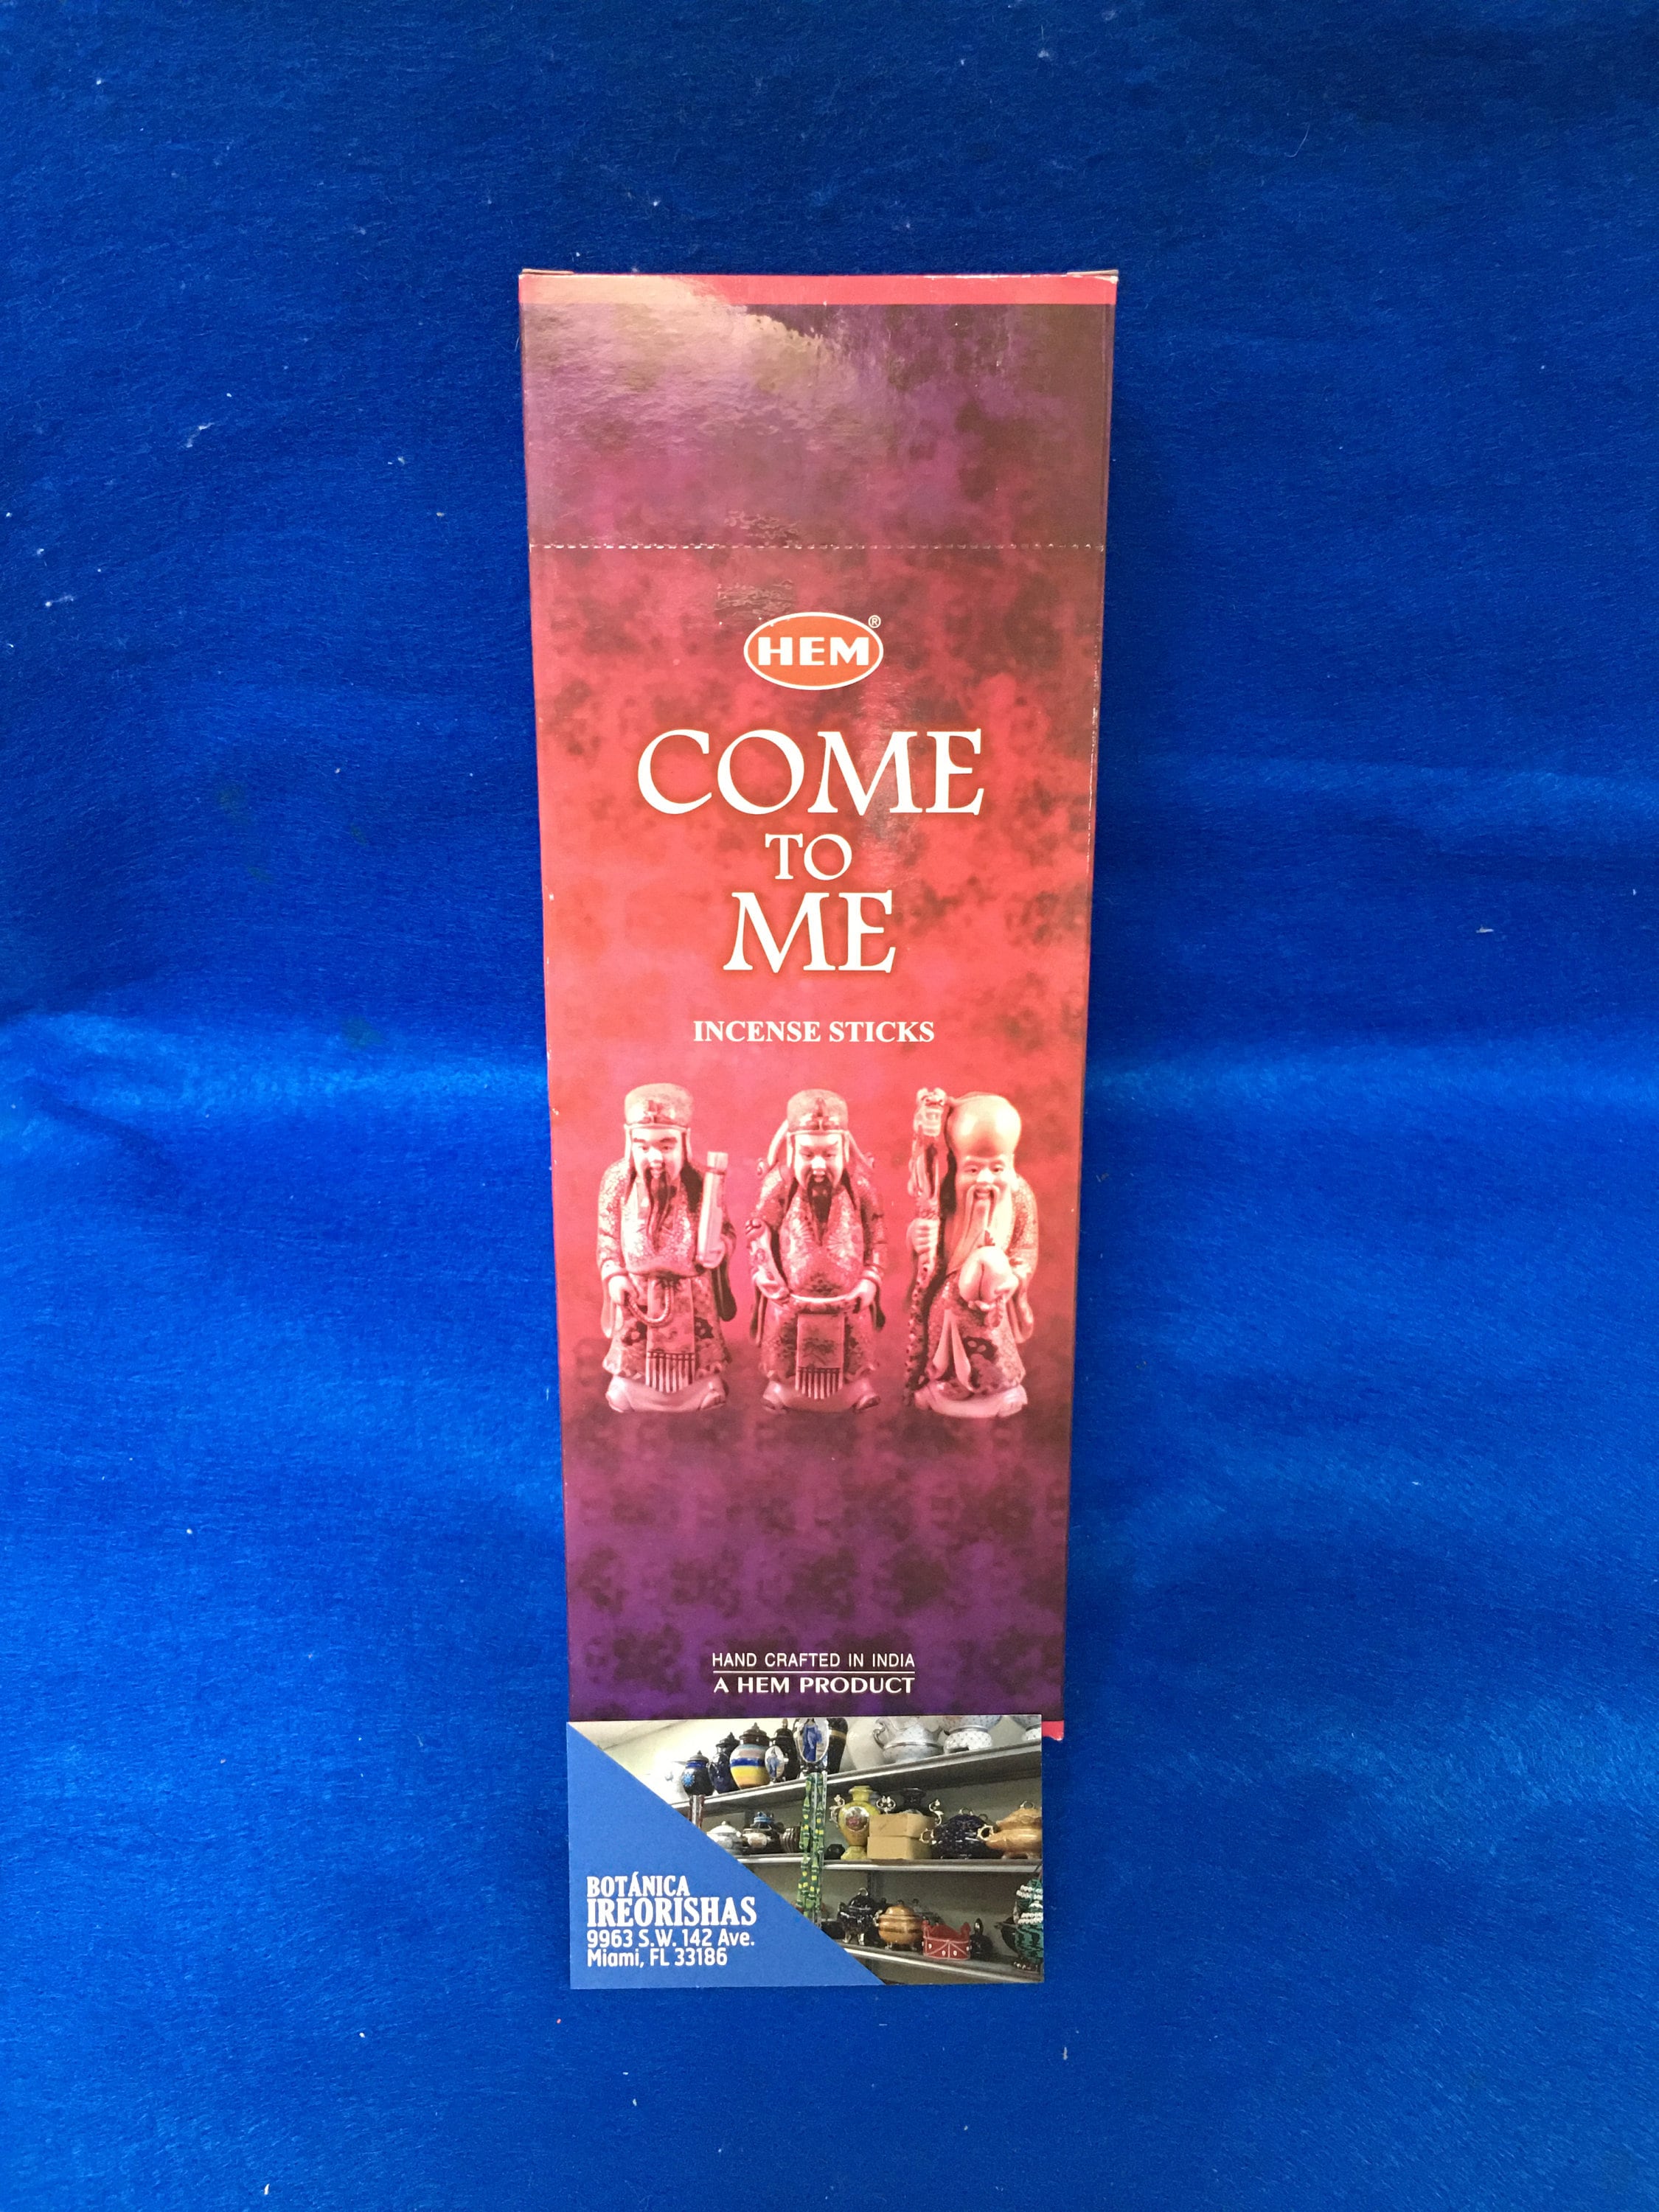 HEM®
COME
TO
ME
INCENSE STICKS
HAND CRAFTED IN INDIA
A HEM PRODUCT
BOTÁNICA
IREORISHAS
9963 S.W. 142 Ave.
Miami, FL 33186